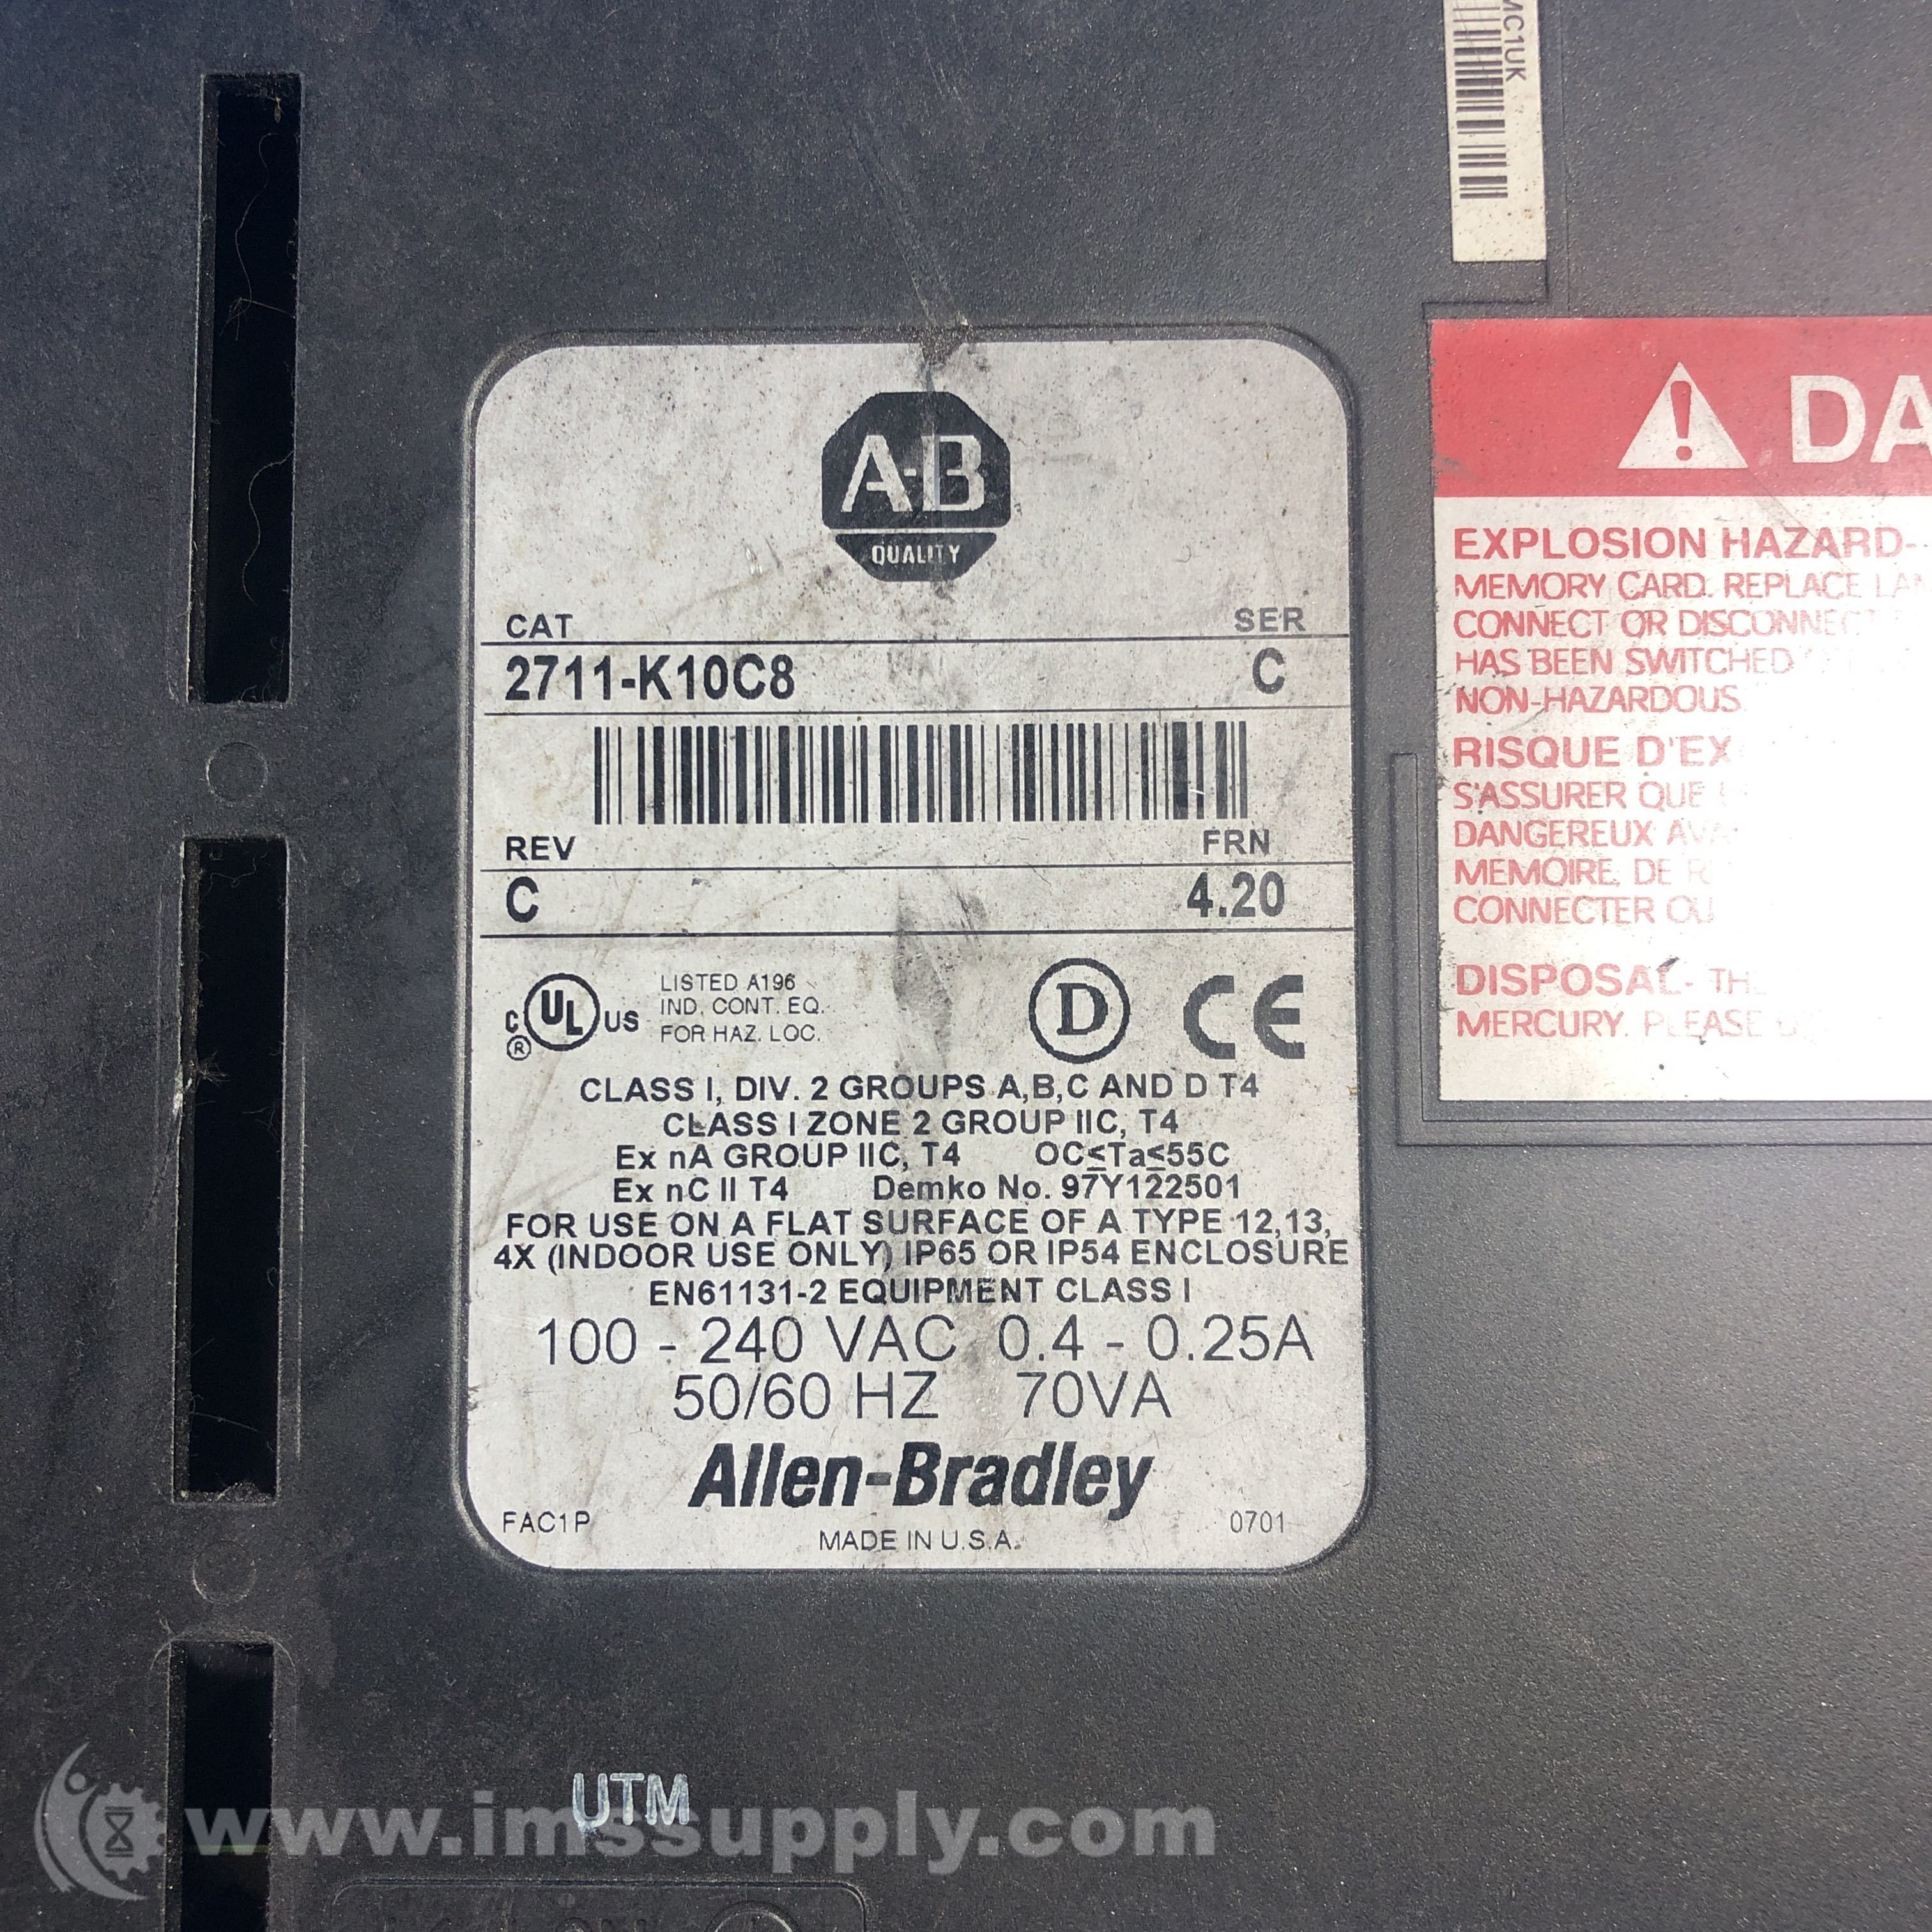 MC1UK
A-B
QUALITY
CAT SER
2711-K10C8 C
REV FRN
C 4.20
C UL US
®
LISTED A196
IND. CONT. EQ.
FOR HAZ. LOC.
D CE
CLASS I, DIV. 2 GROUPS A,B,C AND D T4
CLASS I ZONE 2 GROUP IIC, T4
Ex nA GROUP IIC, T4 OC≤Ta≤55C
Ex nC II T4 Demko No. 97Y122501
FOR USE ON A FLAT SURFACE OF A TYPE 12,13,
4X (INDOOR USE ONLY) IP65 OR IP54 ENCLOSURE
EN61131-2 EQUIPMENT CLASS I
100 - 240 VAC 0.4 - 0.25A
50/60 HZ 70VA
Allen-Bradley
FAC1P MADE IN U.S.A. 0701
DA
EXPLOSION HAZARD-
MEMORY CARD. REPLACE
CONNECT OR DISCONNEC
HAS BEEN SWITCHED
NON-HAZARDOUS
RISQUE D'EX
S'ASSURER QUE
DANGEREUX
MEMOIRE, DE
CONNECTER OU
DISPOSAL-
MERCURY. PLEASE
UTM
www.imssupply.com